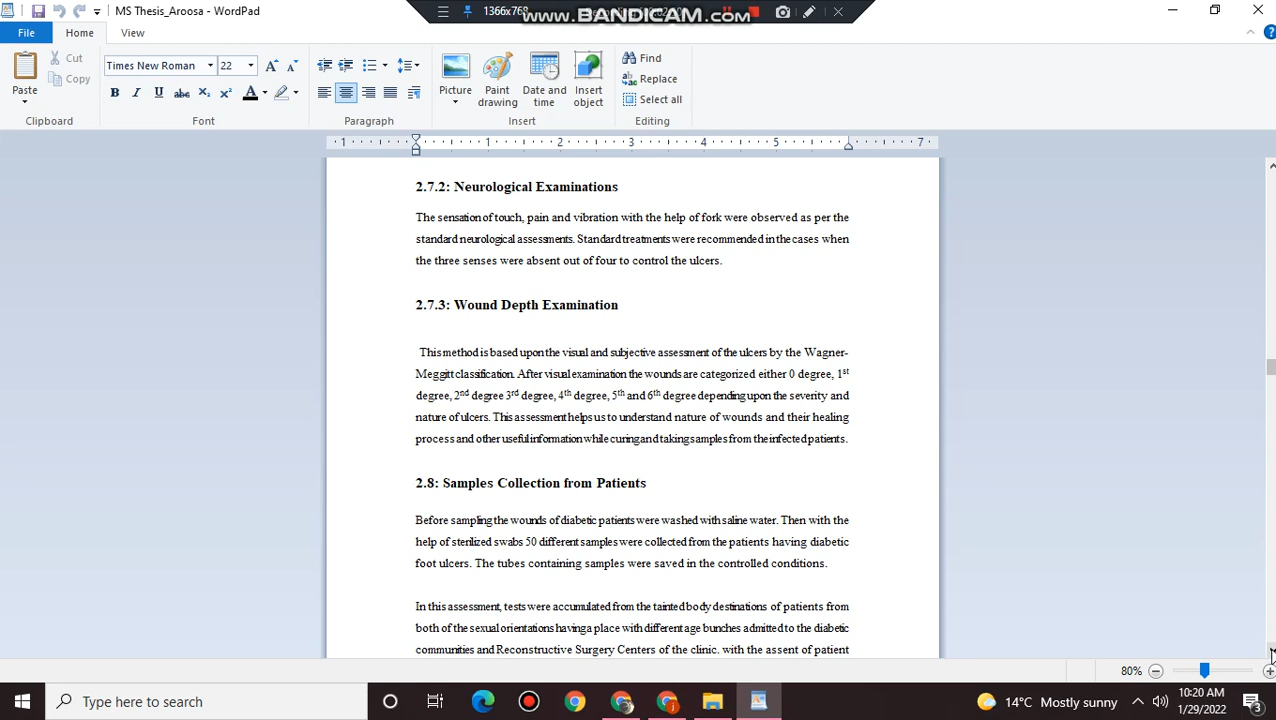 MS Thesis_Aroosa - WordPad
1366x768
www.BANDICAM.com
File
Home
View
Paste
Cut
Copy
Clipboard
Times New Roman
22
B I U abc X₂ X² A
Font
Paragraph
Picture
Paint drawing
Date and time
Insert object
Insert
Find
Replace
Select all
Editing
1 1 2 3 4 5 7
2.7.2: Neurological Examinations
The sensation of touch, pain and vibration with the help of fork were observed as per the
standard neurological assessments. Standard treatments were recommended in the cases when
the three senses were absent out of four to control the ulcers.
2.7.3: Wound Depth Examination
This method is based upon the visual and subjective assessment of the ulcers by the Wagner-
Meggitt classification. After visual examination the wounds are categorized either 0 degree, 1st
degree, 2nd degree 3rd degree, 4th degree, 5th and 6th degree depending upon the severity and
nature of ulcers. This assessment helps us to understand nature of wounds and their healing
process and other useful information while curing and taking samples from the infected patients.
2.8: Samples Collection from Patients
Before sampling the wounds of diabetic patients were washed with saline water. Then with the
help of sterilized swabs 50 different samples were collected from the patients having diabetic
foot ulcers. The tubes containing samples were saved in the controlled conditions.
In this assessment, tests were accumulated from the tainted body destinations of patients from
both of the sexual orientations having a place with different age bunches admitted to the diabetic
communities and Reconstructive Surgery Centers of the clinic. with the assent of patient
80%
Type here to search
14°C Mostly sunny
10:20 AM
1/29/2022
3